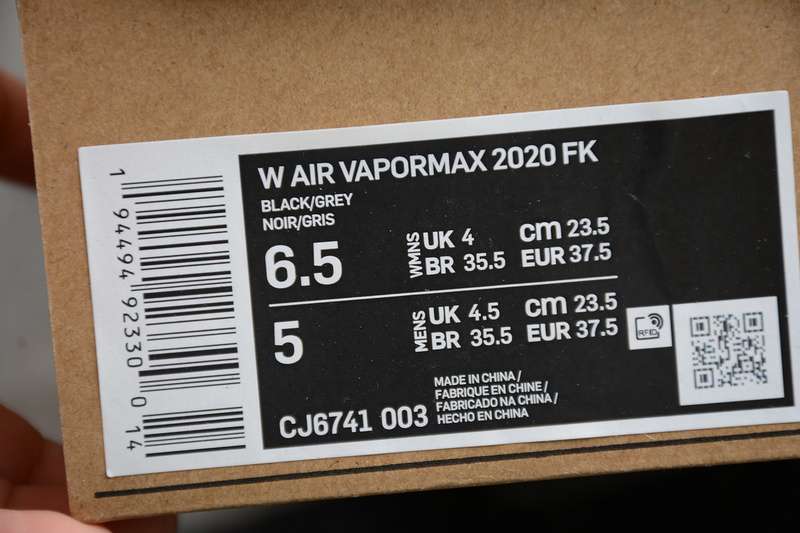 W AIR VAPORMAX 2020 FK
BLACK/GREY
NOIR/GRIS
6.5
WMNS
UK 4 cm 23.5
BR 35.5 EUR 37.5
5
MENS
UK 4.5 cm 23.5
BR 35.5 EUR 37.5
RFID
CJ6741 003
MADE IN CHINA /
FABRIQUE EN CHINE /
FABRICADO NA CHINA /
HECHO EN CHINA
1 94494 92330 0 14